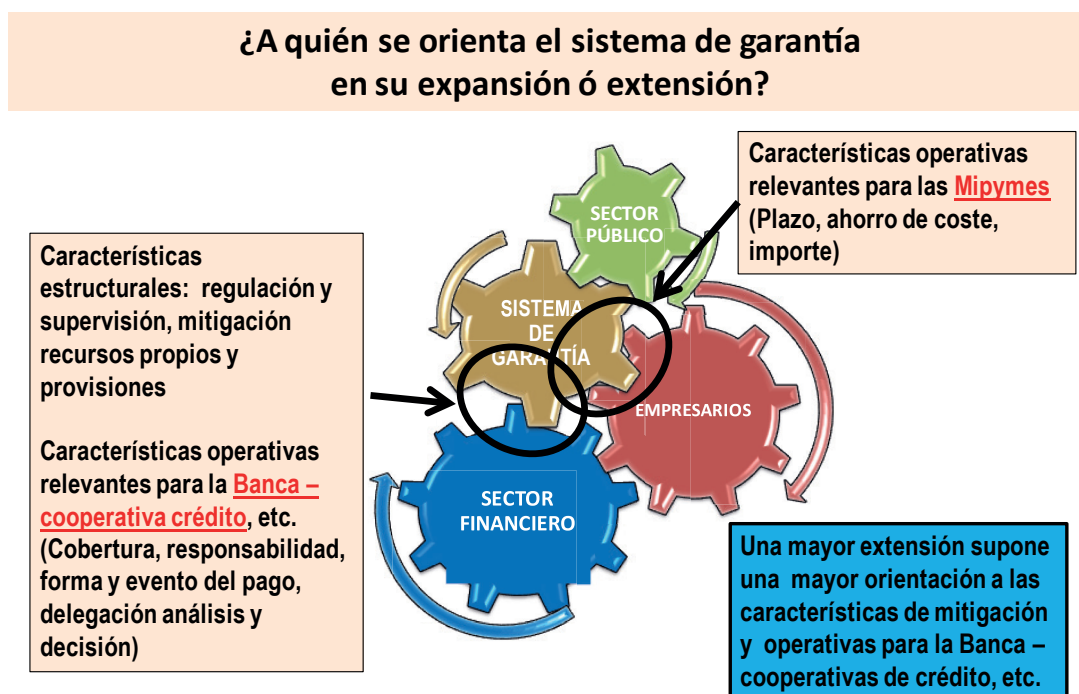 ¿A quién se orienta el sistema de garantía
en su expansión ó extensión?
Características operativas
relevantes para las Mipymes
(Plazo, ahorro de coste,
importe)
SECTOR
PÚBLICO
Características
estructurales: regulación y
supervisión, mitigación
recursos propios y
provisiones
Características operativas
relevantes para la Banca –
cooperativa crédito, etc.
(Cobertura, responsabilidad,
forma y evento del pago,
delegación análisis y
decisión)
SISTEMA
DE
GARANTÍA
EMPRESARIOS
SECTOR
FINANCIERO
Una mayor extensión supone
una mayor orientación a las
características de mitigación
y operativas para la Banca –
cooperativas de crédito, etc.